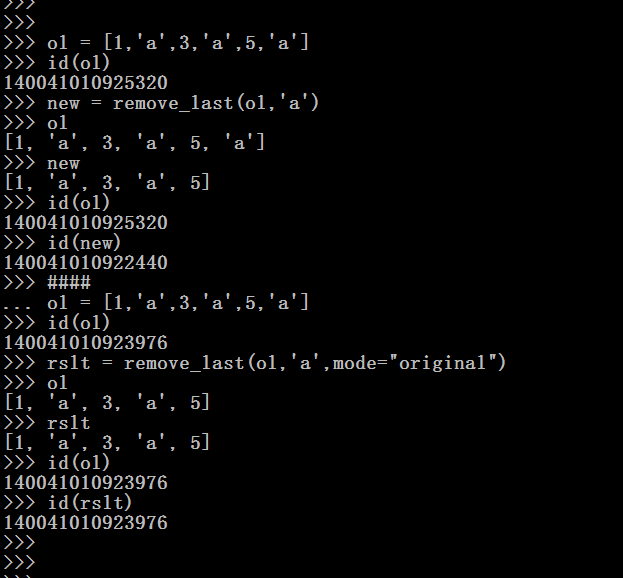 >>>
>>>
>>> ol = [1,'a',3,'a',5,'a']
>>> id(ol)
140041010925320
>>> new = remove_last(ol,'a')
>>> ol
[1, 'a', 3, 'a', 5, 'a']
>>> new
[1, 'a', 3, 'a', 5]
>>> id(ol)
140041010925320
>>> id(new)
140041010922440
>>> ####
... ol = [1,'a',3,'a',5,'a']
>>> id(ol)
140041010923976
>>> rslt = remove_last(ol,'a',mode="original")
>>> ol
[1, 'a', 3, 'a', 5]
>>> rslt
[1, 'a', 3, 'a', 5]
>>> id(ol)
140041010923976
>>> id(rslt)
140041010923976
>>>
>>>
>>>